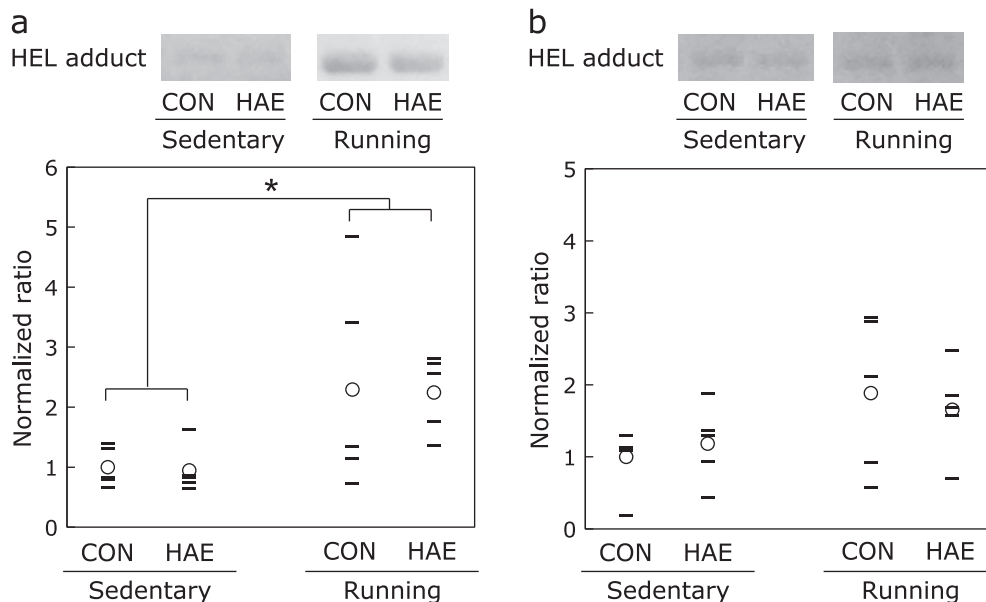 a
HEL adduct
CON HAE CON HAE
Sedentary Running
*
6
5
4
3
2
1
0
Normalized ratio
CON HAE CON HAE
Sedentary Running
b
HEL adduct
CON HAE CON HAE
Sedentary Running
5
4
3
2
1
0
Normalized ratio
CON HAE CON HAE
Sedentary Running